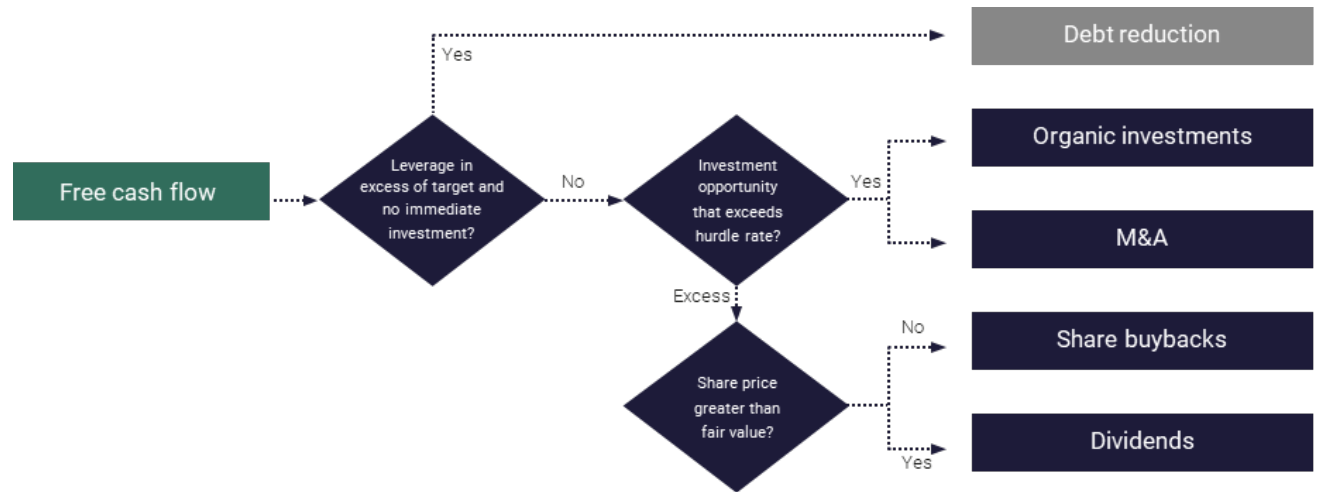 Yes
Debt reduction
Free cash flow
Leverage in
excess of target and
no immediate
investment?
No
Investment
opportunity
that exceeds
hurdle rate?
Yes
Organic investments
M&A
Excess
Share price
greater than
fair value?
No
Share buybacks
Yes
Dividends